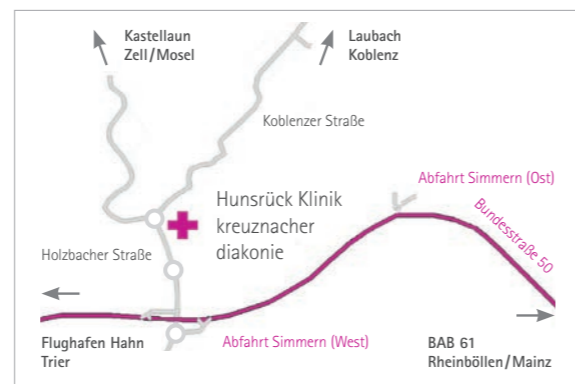 Kastellaun
Zell/Mosel
Laubach
Koblenz
Koblenzer Straße
Abfahrt Simmern (Ost)
Hunsrück Klinik
kreuznacher
diakonie
Bundesstraße 50
Holzbacher Straße
Flughafen Hahn
Trier
Abfahrt Simmern (West)
BAB 61
Rheinböllen/Mainz